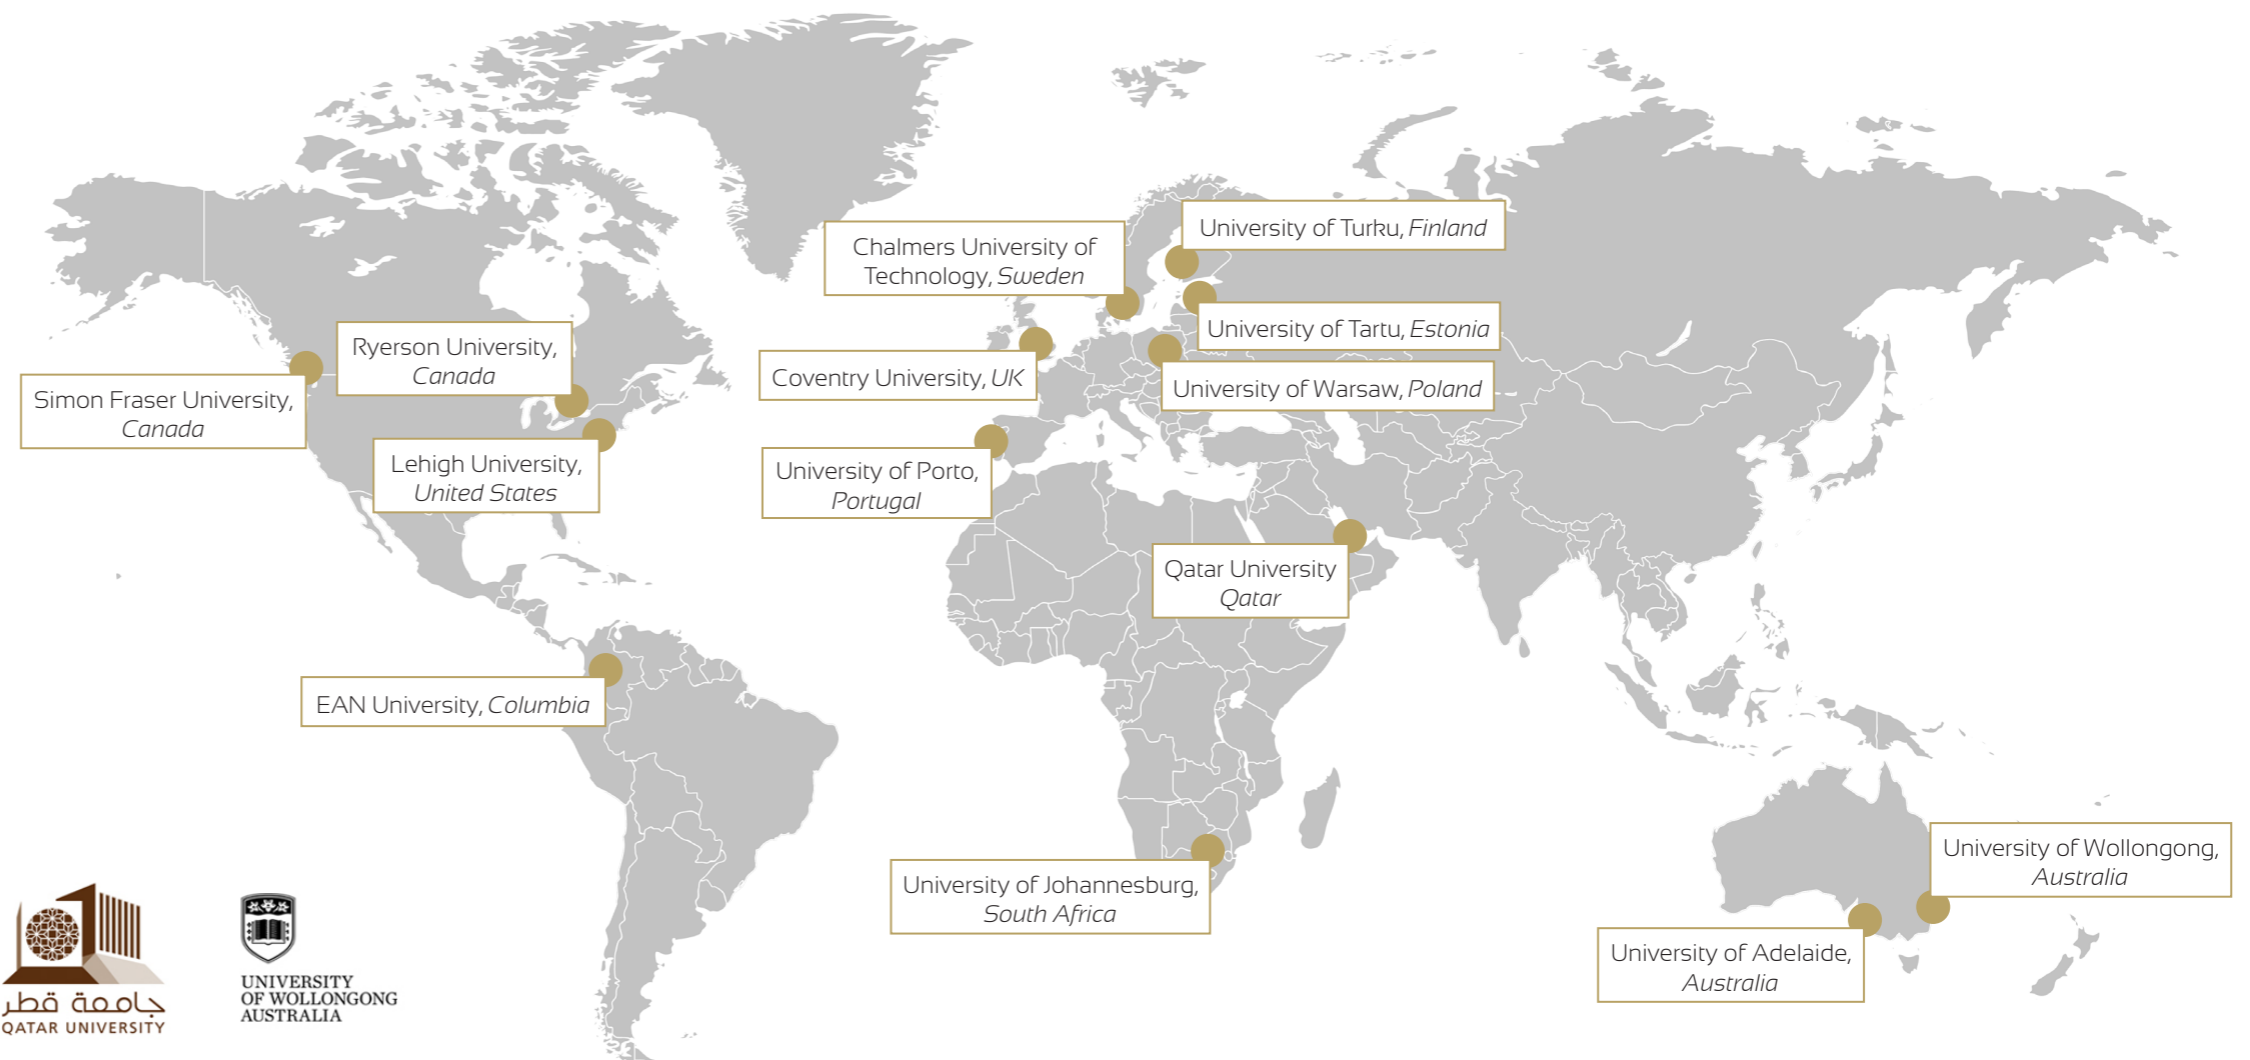 University of Turku, Finland
Chalmers University of
Technology, Sweden
University of Tartu, Estonia
Ryerson University,
Canada
Coventry University, UK
University of Warsaw, Poland
Simon Fraser University,
Canada
Lehigh University,
United States
University of Porto,
Portugal
Qatar University
Qatar
EAN University, Columbia
University of Wollongong,
Australia
University of Johannesburg,
South Africa
University of Adelaide,
Australia
جامعة قطر
QATAR UNIVERSITY
UNIVERSITY
OF WOLLONGONG
AUSTRALIA